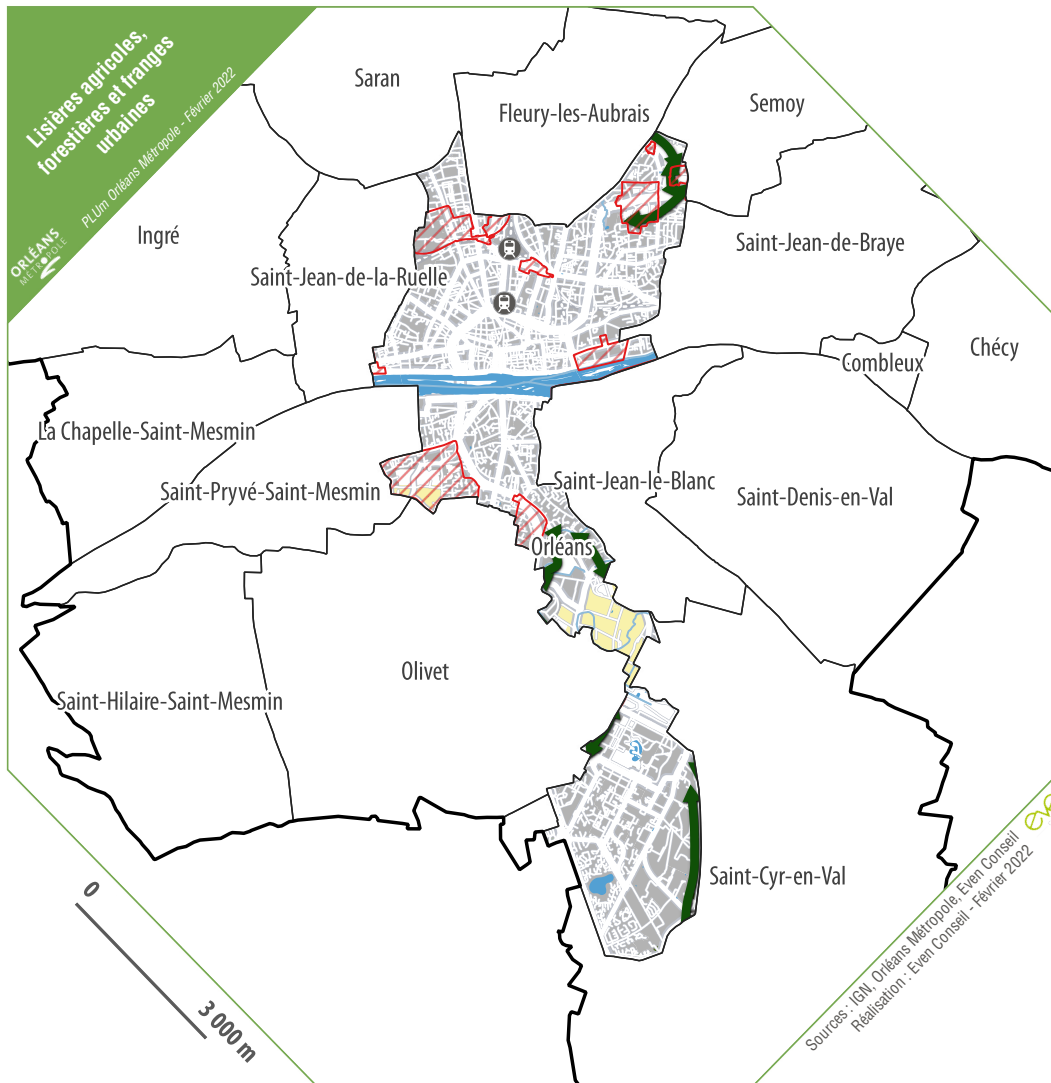 Lisières agricoles,
forestières et franges
urbaines
PLUm Orléans Métropole - Février 2022
ORLÉANS
MÉTROPOLE
Saran
Fleury-les-Aubrais
Semoy
Ingré
Saint-Jean-de-la-Ruelle
Saint-Jean-de-Braye
Combleux
Chécy
La Chapelle-Saint-Mesmin
Saint-Pryvé-Saint-Mesmin
Saint-Jean-le-Blanc
Saint-Denis-en-Val
Orléans
Olivet
Saint-Hilaire-Saint-Mesmin
Saint-Cyr-en-Val
0
3 000 m
Sources : IGN, Orléans Métropole, Even Conseil
Réalisation : Even Conseil - Février 2022